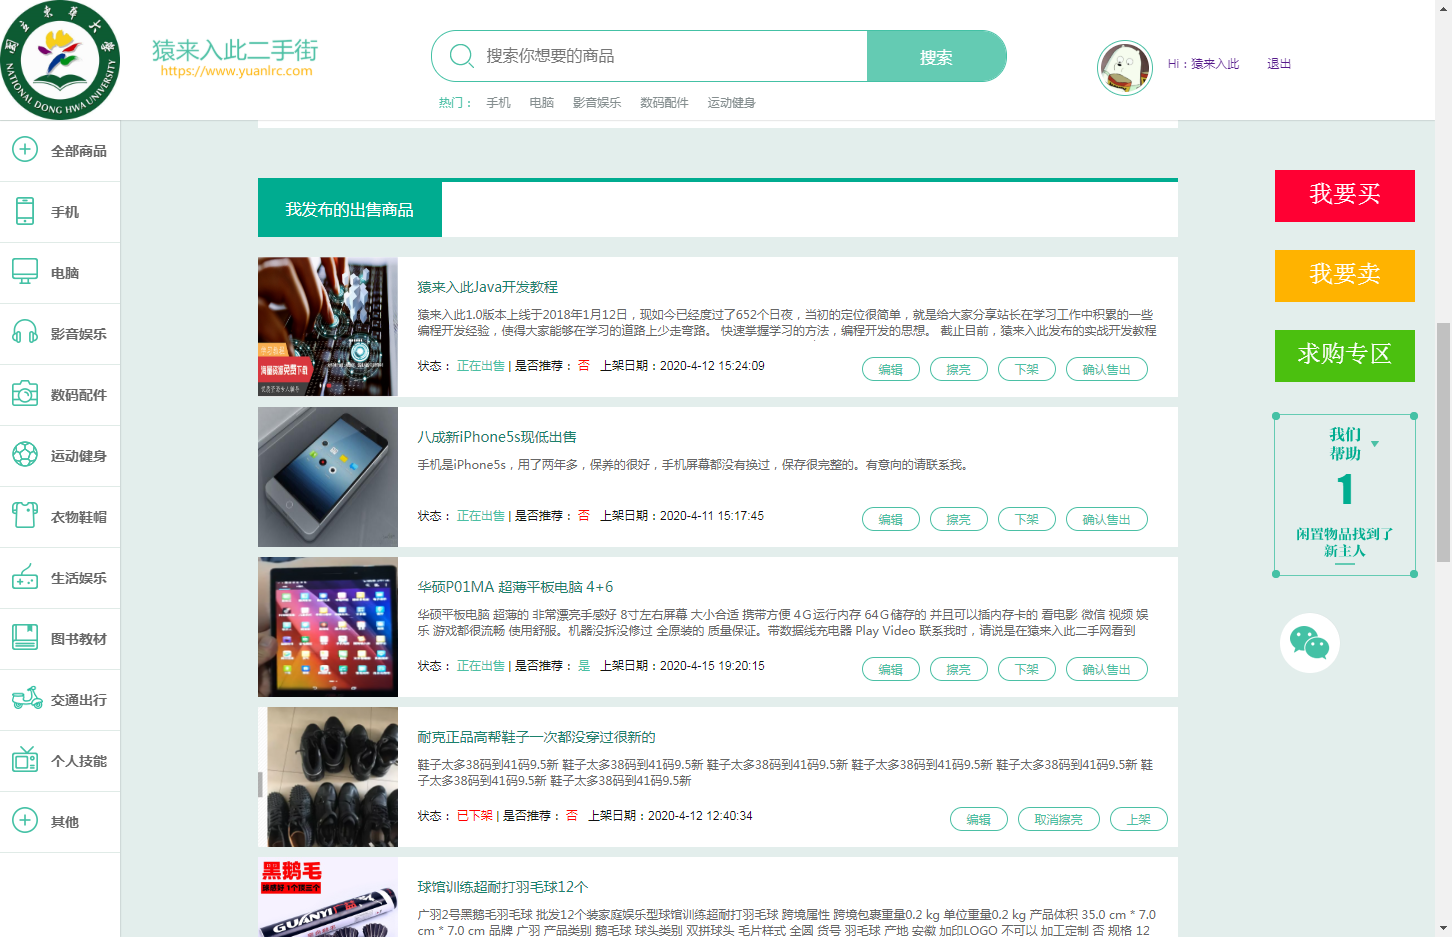 國立東華大學
NATIONAL DONG HWA UNIVERSITY
猿来入此二手街
https://www.yuanlrc.com
搜索你想要的商品
搜索
热门：
手机
电脑
影音娱乐
数码配件
运动健身
Hi：猿来入此
退出
全部商品
手机
电脑
影音娱乐
数码配件
运动健身
衣物鞋帽
生活娱乐
图书教材
交通出行
个人技能
其他
我发布的出售商品
猿来入此Java开发教程
猿来入此1.0版本上线于2018年1月12日，现如今已经度过了652个日夜，当初的定位很简单，就是给大家分享站长在学习工作中积累的一些
编程开发经验，使得大家能够在学习的道路上少走弯路。 快速掌握学习的方法，编程开发的思想。 截止目前，猿来入此发布的实战开发教程
状态： 正在出售 | 是否推荐： 否 上架日期：2020-4-12 15:24:09
编辑
擦亮
下架
确认售出
八成新iPhone5s现低出售
手机是iPhone5s，用了两年多，保养的很好，手机屏幕都没有换过，保存很完整的。有意向的请联系我。
状态： 正在出售 | 是否推荐： 否 上架日期：2020-4-11 15:17:45
编辑
擦亮
下架
确认售出
华硕P01MA 超薄平板电脑 4+6
华硕平板电脑 超薄的 非常漂亮手感好 8寸左右屏幕 大小合适 携带方便 4Ｇ运行内存 64Ｇ储存的 并且可以插内存卡的 看电影 微信 视频 娱
乐 游戏都很流畅 使用舒服。机器没拆没修过 全原装的 质量保证。带数据线充电器 Play Video 联系我时，请说是在猿来入此二手网看到
状态： 正在出售 | 是否推荐： 是 上架日期：2020-4-15 19:20:15
编辑
擦亮
下架
确认售出
耐克正品高帮鞋子一次都没穿过很新的
鞋子太多38码到41码9.5新 鞋子太多38码到41码9.5新 鞋子太多38码到41码9.5新 鞋子太多38码到41码9.5新 鞋子太多38码到41码9.5新 鞋
子太多38码到41码9.5新 鞋子太多38码到41码9.5新
状态： 已下架 | 是否推荐： 否 上架日期：2020-4-12 12:40:34
编辑
取消擦亮
上架
黑鹅毛
GUANYI
球馆训练超耐打羽毛球12个
广羽2号黑鹅毛羽毛球 批发12个装家庭娱乐型球馆训练超耐打羽毛球 跨境属性 跨境包裹重量0.2 kg 单位重量0.2 kg 产品体积 35.0 cm * 7.0
cm * 7.0 cm 品牌 广羽 产品类别 鹅毛球 球头类别 双拼球头 毛片样式 全圆 货号 羽毛球 产地 安徽 加印LOGO 不可以 加工定制 否 规格 12
我要买
我要卖
求购专区
我们
帮助
1
闲置物品找到了
新主人